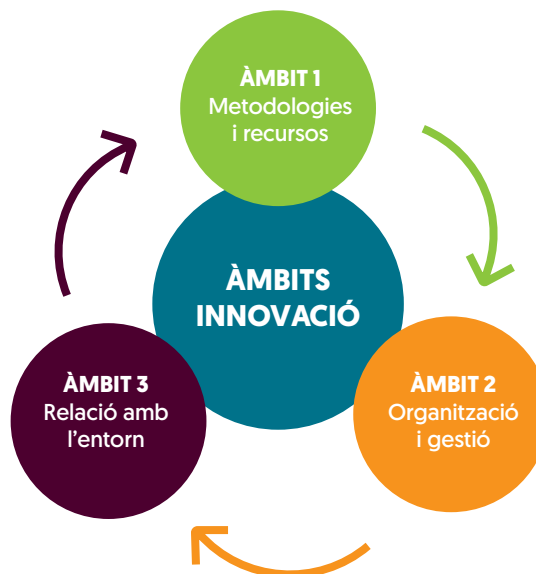 ÀMBIT 1
Metodologies
i recursos
ÀMBITS
INNOVACIÓ
ÀMBIT 3
Relació amb
l'entorn
ÀMBIT 2
Organització
i gestió